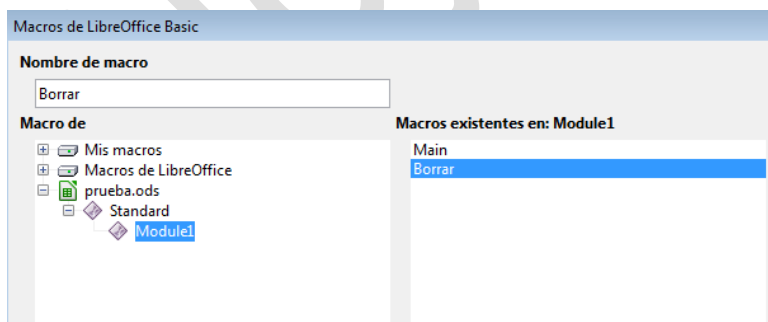 Macros de LibreOffice Basic
Nombre de macro
Borrar
Macro de
Mis macros
Macros de LibreOffice
prueba.ods
Standard
Module1
Macros existentes en: Module1
Main
Borrar